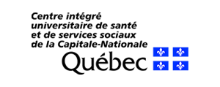 Centre intégré
universitaire de santé
et de services sociaux
de la Capitale-Nationale
Québec